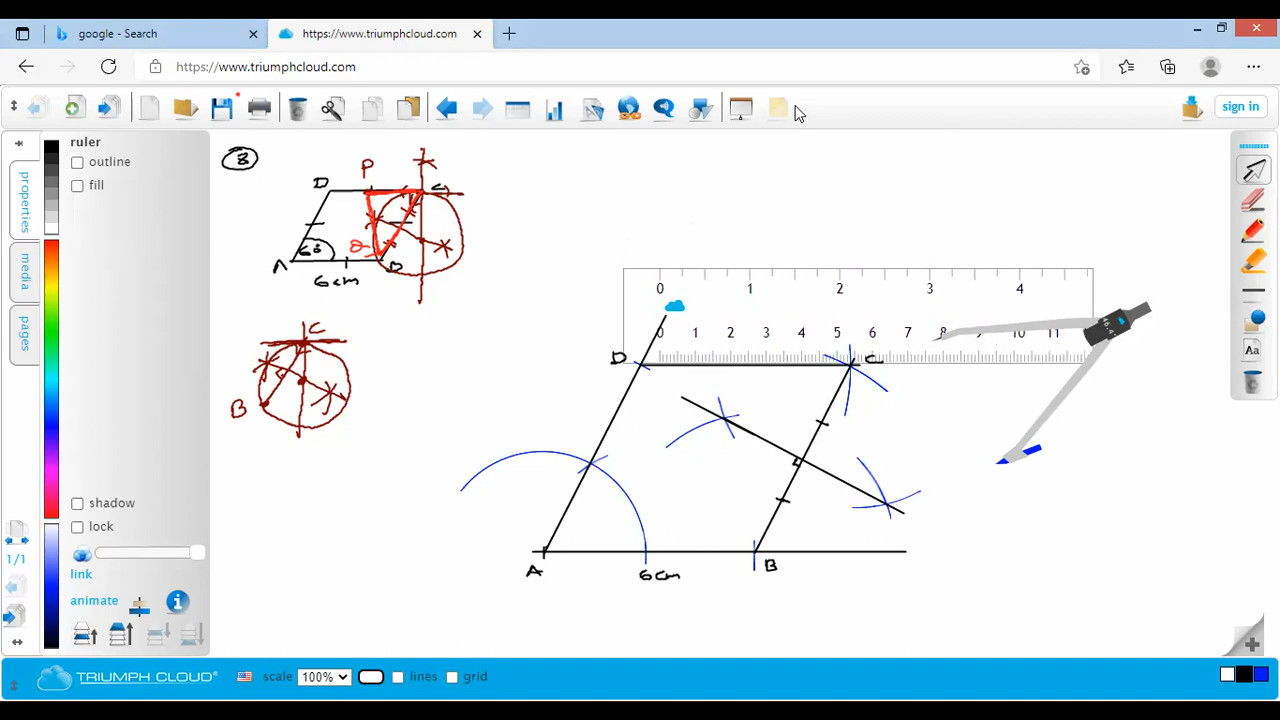 google - Search
https://www.triumphcloud.com
https://www.triumphcloud.com
sign in
properties
media
pages
ruler
outline
fill
shadow
lock
1/1
link
animate
8
P
D
C
60
Q
A
B
6cm
C
B
0 1 2 3 4
0 1 2 3 4 5 6 7 8 10 11
D
C
A
6cm
B
Aa
TRIUMPH CLOUD
scale
100%
lines
grid